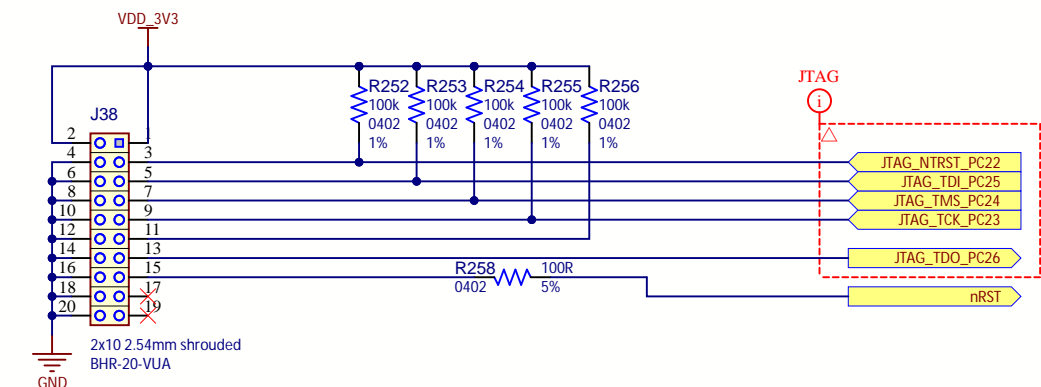 VDD_3V3
JTAG
i
R252 R253 R254 R255 R256
100k 100k 100k 100k 100k
0402 0402 0402 0402 0402
1% 1% 1% 1% 1%
J38
2 1
4 3
6 5
8 7
10 9
12 11
14 13
16 15
18 17
20 19
JTAG_NTRST_PC22
JTAG_TDI_PC25
JTAG_TMS_PC24
JTAG_TCK_PC23
JTAG_TDO_PC26
R258 100R
0402 5%
nRST
2x10 2.54mm shrouded
BHR-20-VUA
GND